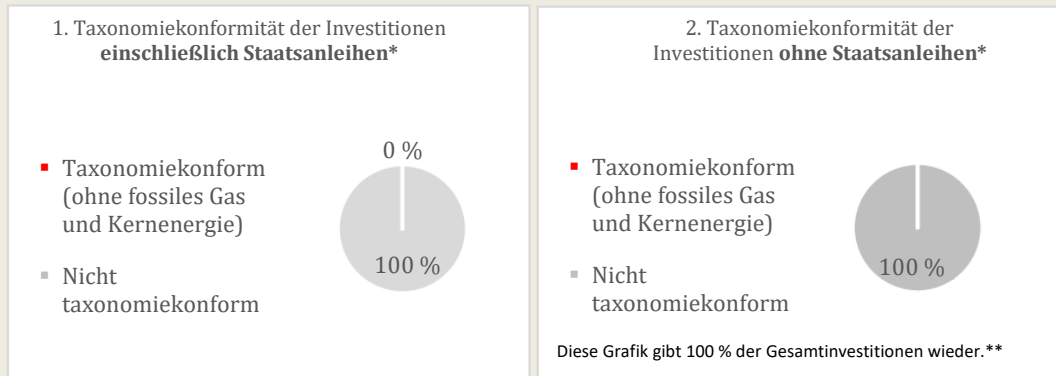 1. Taxonomiekonformität der Investitionen
einschließlich Staatsanleihen*
0 %
Taxonomiekonform
(ohne fossiles Gas
und Kernenergie)
100 %
Nicht
taxonomiekonform
2. Taxonomiekonformität der
Investitionen ohne Staatsanleihen*
Taxonomiekonform
(ohne fossiles Gas
und Kernenergie)
100 %
Nicht
taxonomiekonform
Diese Grafik gibt 100 % der Gesamtinvestitionen wieder.**